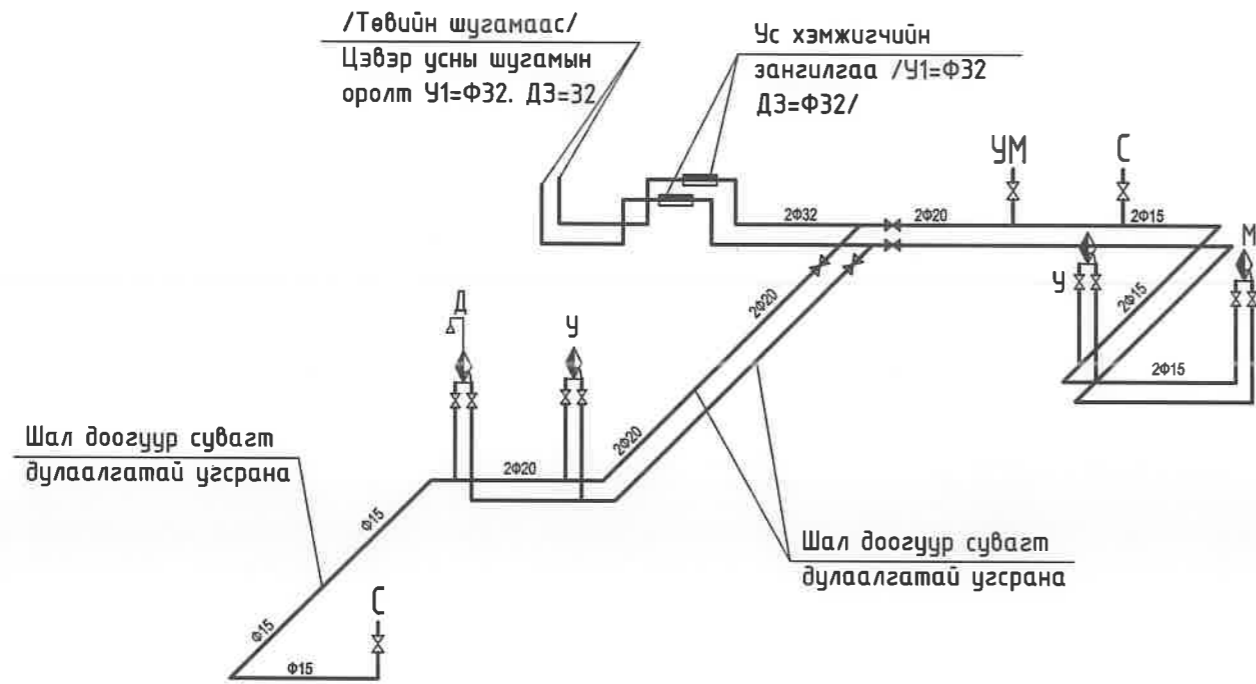 /Төвийн шугамаас/
Цэвэр усны шугамын
оролт У1=Ф32. ДЗ=32
Ус хэмжигчийн
зангилгаа /У1=Ф32
ДЗ=Ф32/
УМ
С
2Ф32
2Ф20
2Ф15
М
У
2Ф15
2Ф15
2Ф20
Д
У
2Ф20
2Ф20
Шал доогуур сувагт
дулаалгатай угсрана
Ф15
Шал доогуур сувагт
дулаалгатай угсрана
С
Ф15
Ф15